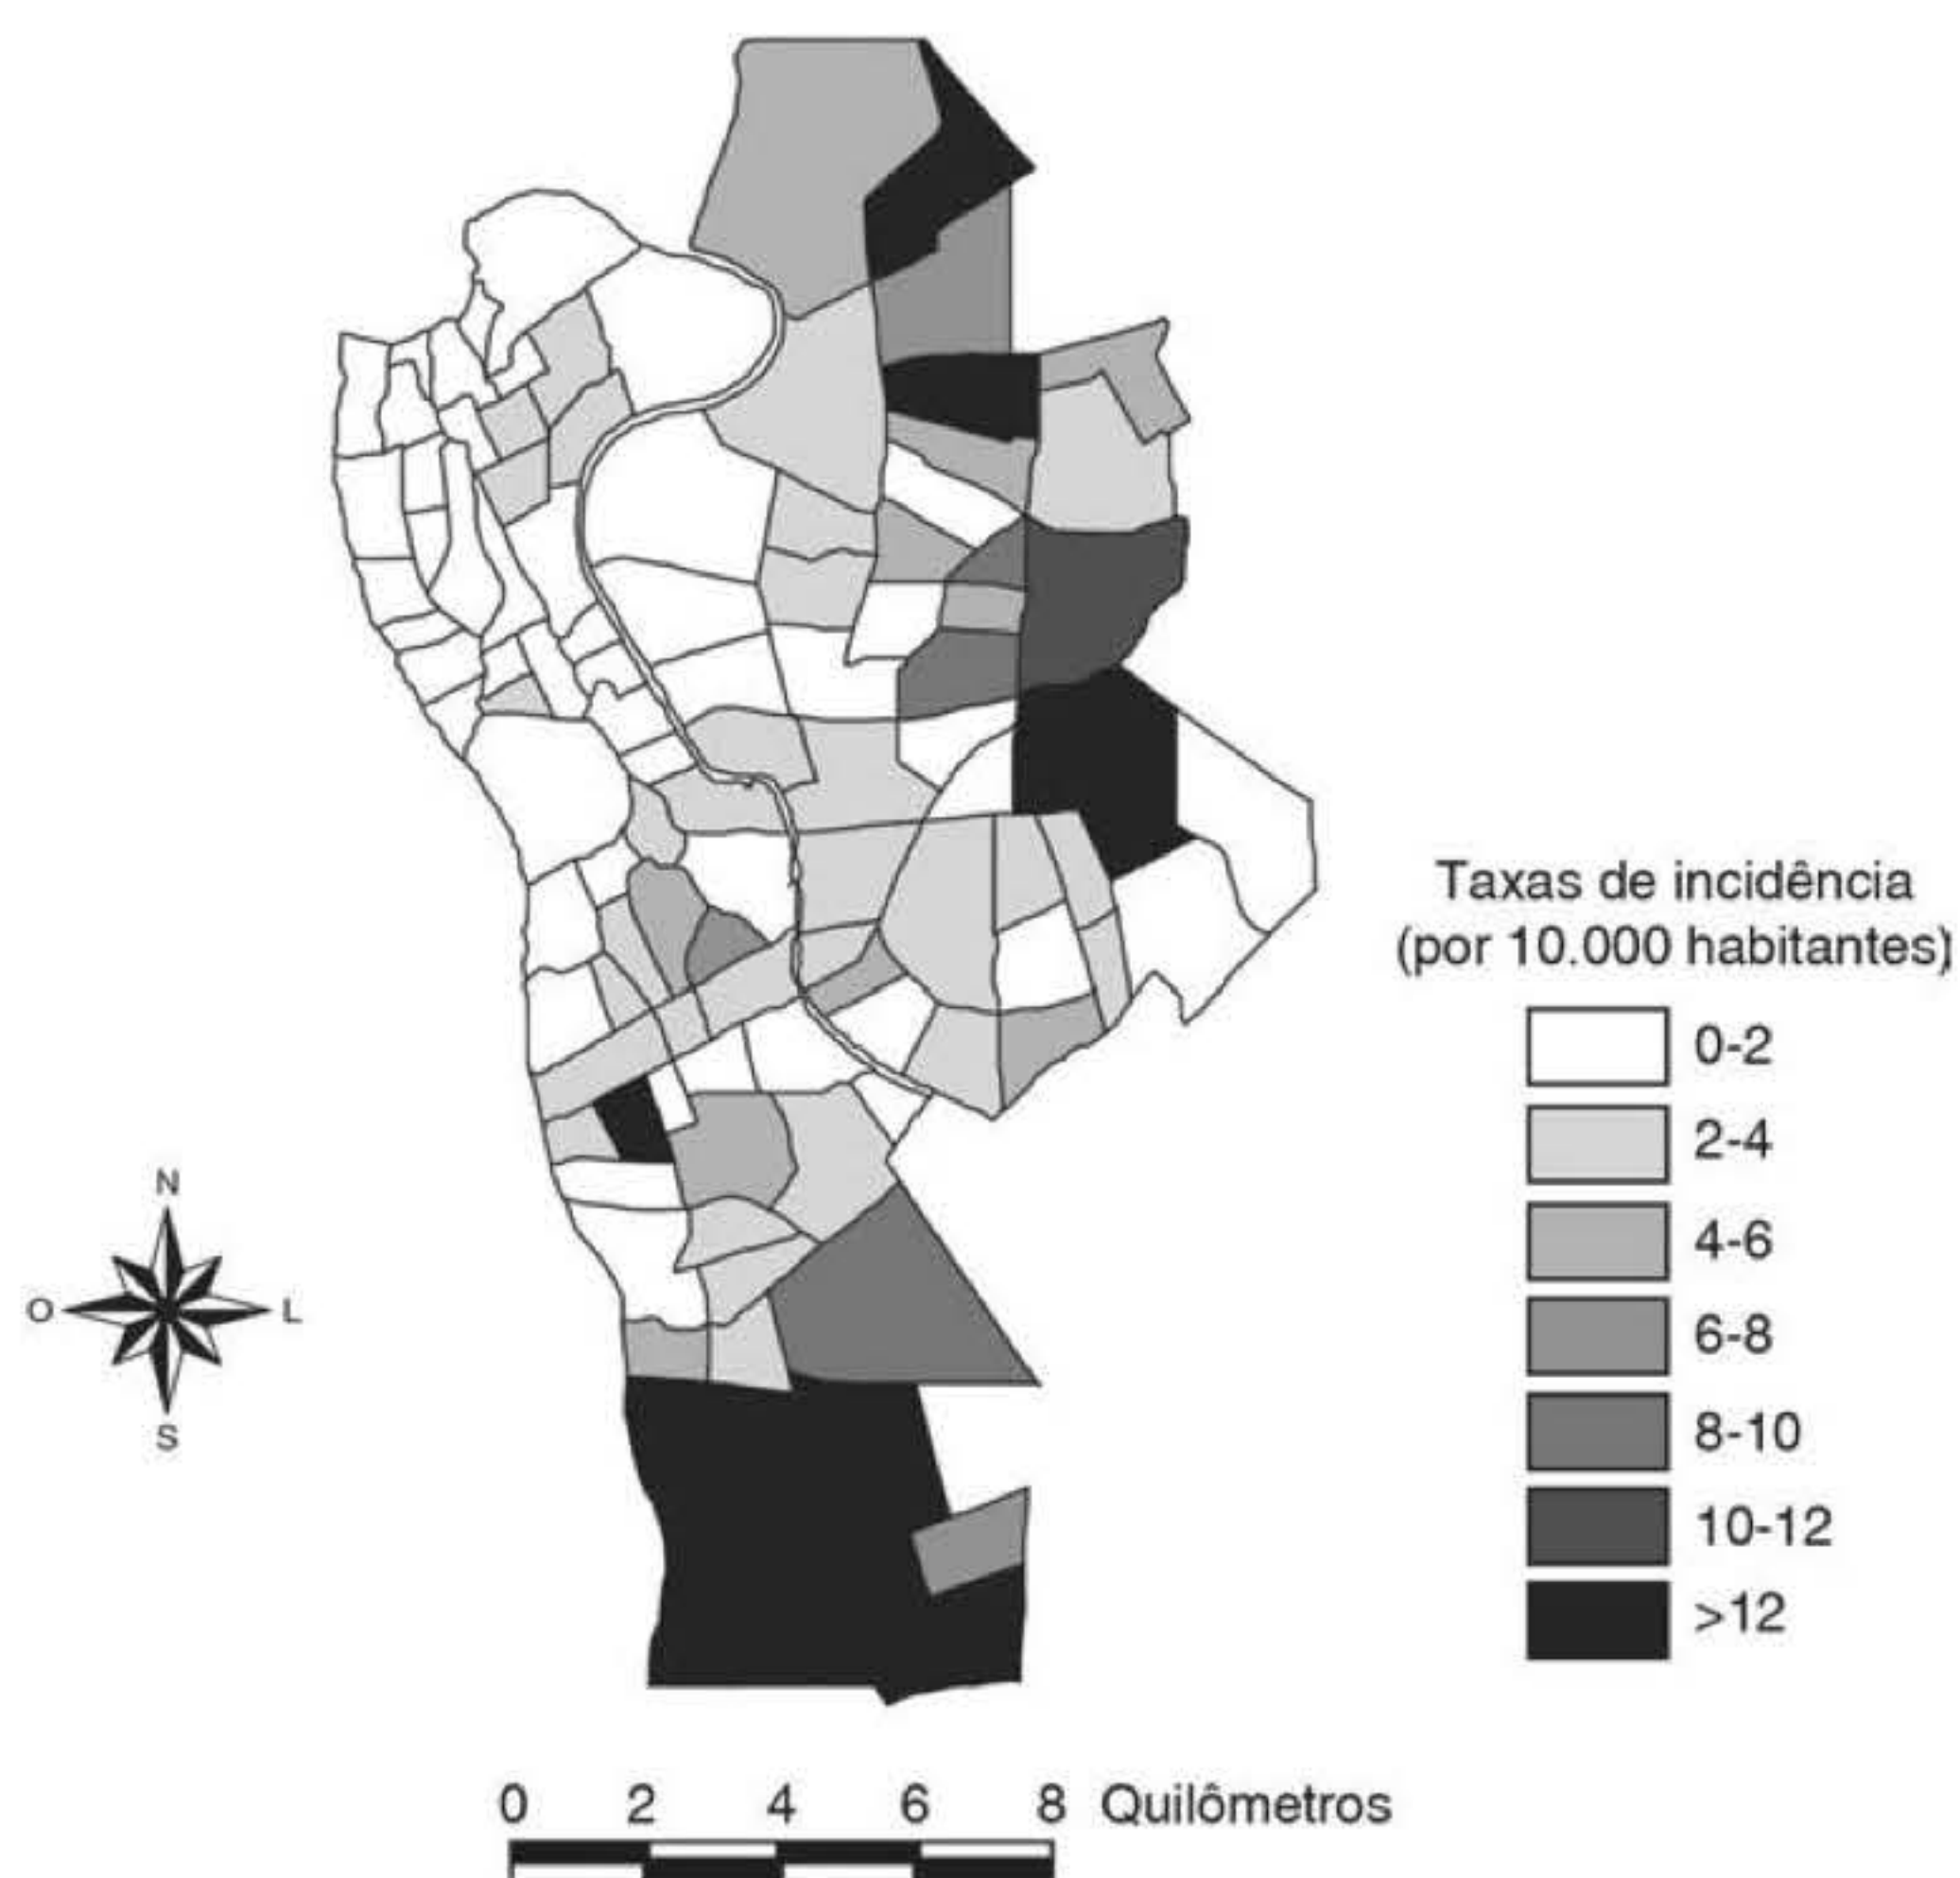 Taxas de incidência
(por 10.000 habitantes)
0-2
2-4
4-6
6-8
8-10
10-12
>12
N
O
L
S
0 2 4 6 8 Quilômetros